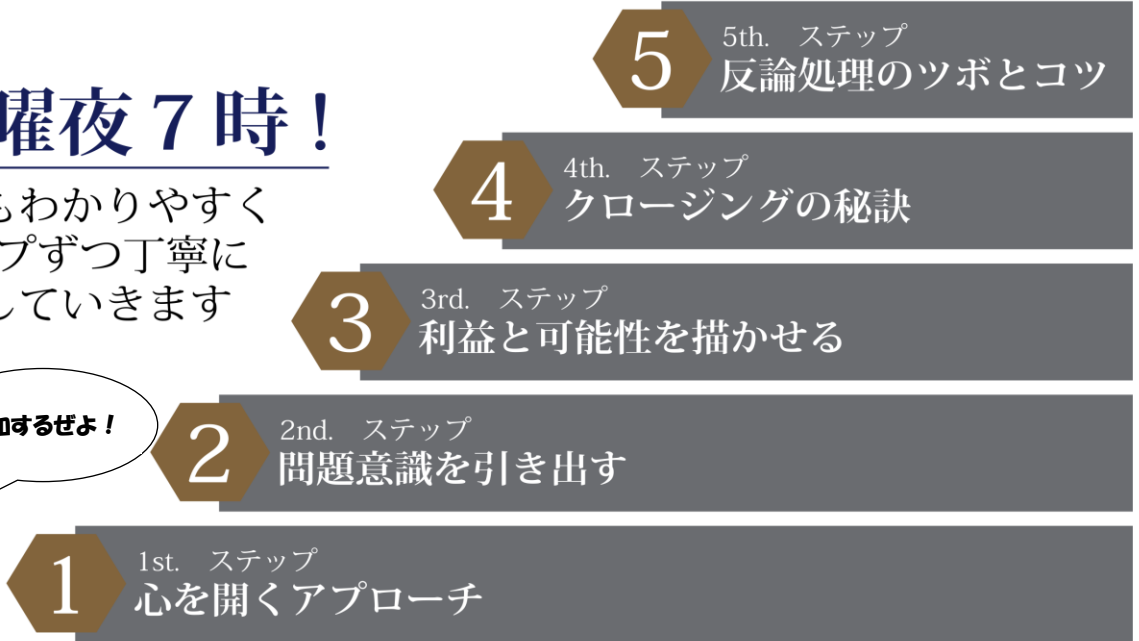 曜夜７時！
もわかりやすく
プずつ丁寧に
していきます
加するぜよ！
5
5th.　ステップ
反論処理のツボとコツ
4
4th.　ステップ
クロージングの秘訣
3
3rd.　ステップ
利益と可能性を描かせる
2
2nd.　ステップ
問題意識を引き出す
1
1st.　ステップ
心を開くアプローチ